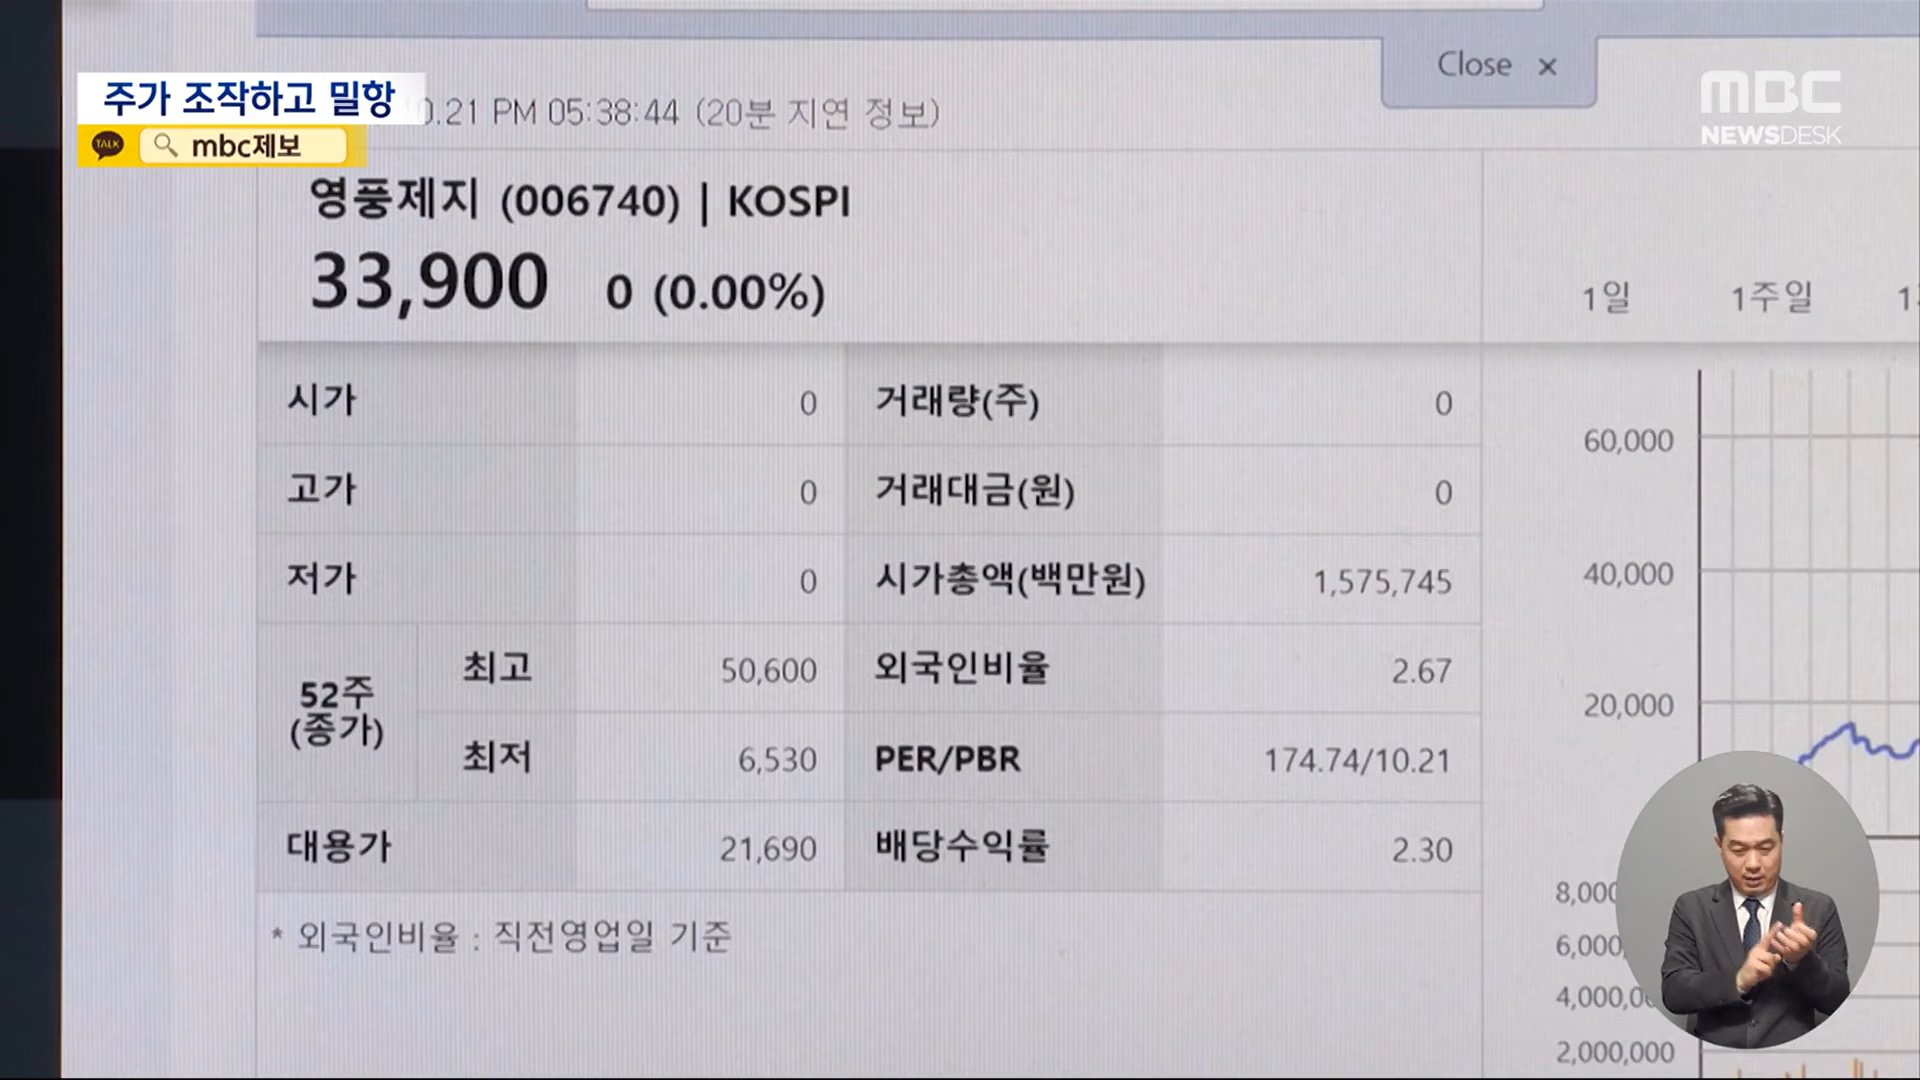 Close ×
주가 조작하고 밀항
0.21 PM 05:38:44 (20분 지연 정보)
MBC
NEWSDESK
TALK
mbc제보
영풍제지 (006740) | KOSPI
33,900 0 (0.00%)
1일 1주일
시가 0 거래량(주) 0
고가 0 거래대금(원) 0
저가 0 시가총액(백만원) 1,575,745
52주
(종가)
최고 50,600 외국인비율 2.67
최저 6,530 PER/PBR 174.74/10.21
대용가 21,690 배당수익률 2.30
* 외국인비율 : 직전영업일 기준
60,000
40,000
20,000
8,000
6,000
4,000,0
2,000,000